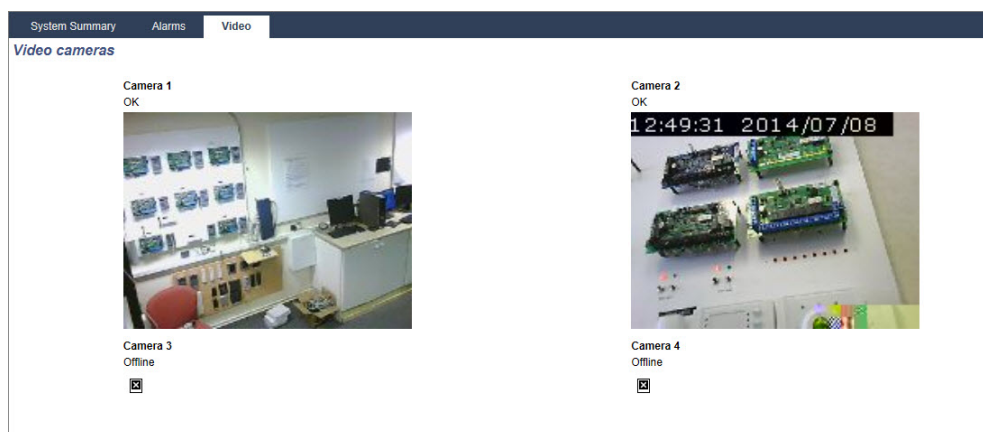 System Summary Alarms Video
Video cameras
Camera 1 Camera 2
OK OK
12:49:31 2014/07/08
Camera 3 Camera 4
Offline Offline